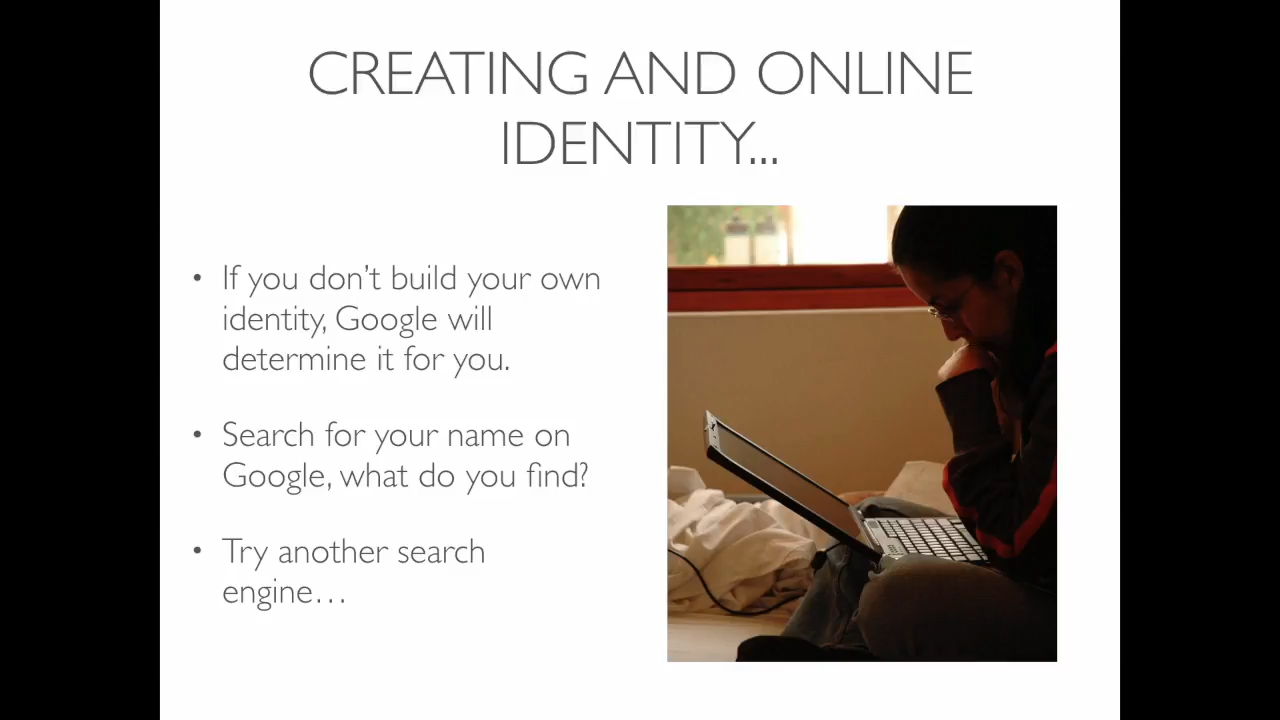 CREATING AND ONLINE
IDENTITY...
• If you don’t build your own
identity, Google will
determine it for you.
• Search for your name on
Google, what do you find?
• Try another search
engine…